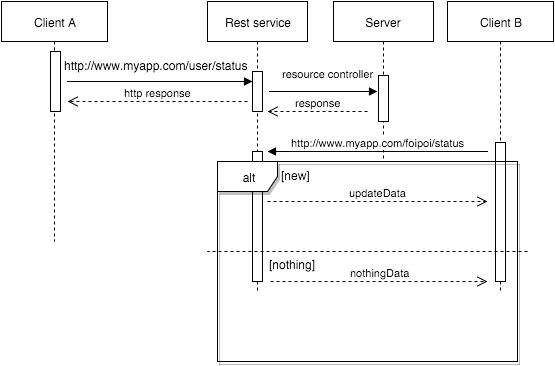 Client A
Rest service
Server
Client B
http://www.myapp.com/user/status
resource controller
http response
response
http://www.myapp.com/foipoi/status
alt
[new]
updateData
[nothing]
nothingData